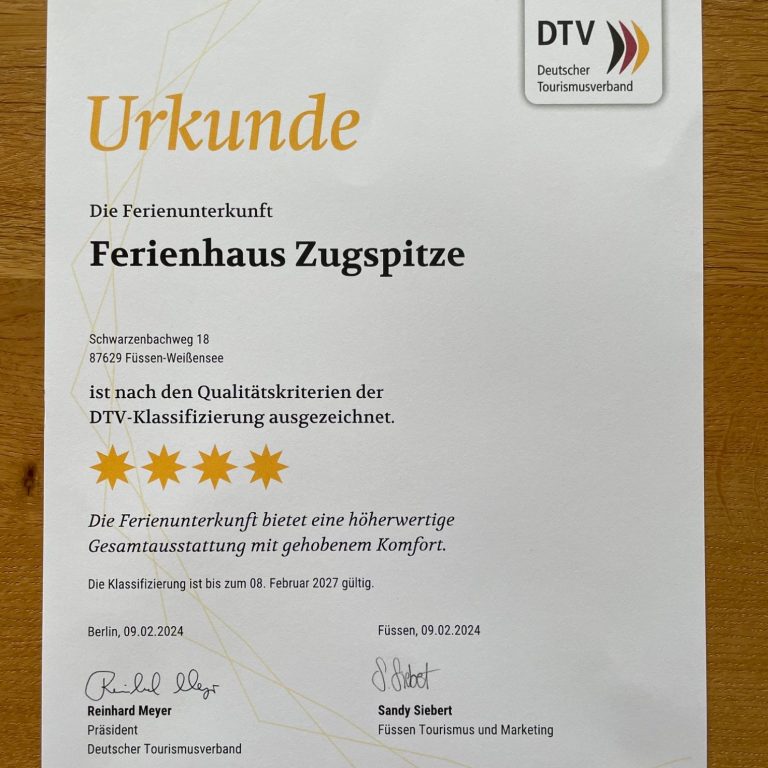 DTV
Deutscher
Tourismusverband
Urkunde
Die Ferienunterkunft
Ferienhaus Zugspitze
Schwarzenbachweg 18
87629 Füssen-Weißensee
ist nach den Qualitätskriterien der
DTV-Klassifizierung ausgezeichnet.
Die Ferienunterkunft bietet eine höherwertige
Gesamtausstattung mit gehobenem Komfort.
Die Klassifizierung ist bis zum 08. Februar 2027 gültig.
Berlin, 09.02.2024
Reinhard Meyer
Reinhard Meyer
Präsident
Deutscher Tourismusverband
Füssen, 09.02.2024
S. Siebert
Sandy Siebert
Füssen Tourismus und Marketing